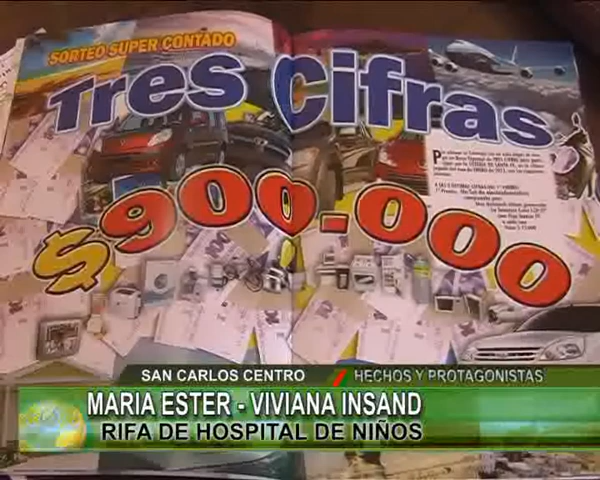 SORTEO SUPER CONTADO
Tres Cifras
$900.000
SAN CARLOS CENTRO
HECHOS Y PROTAGONISTAS
MARIA ESTER - VIVIANA INSAND
RIFA DE HOSPITAL DE NIÑOS